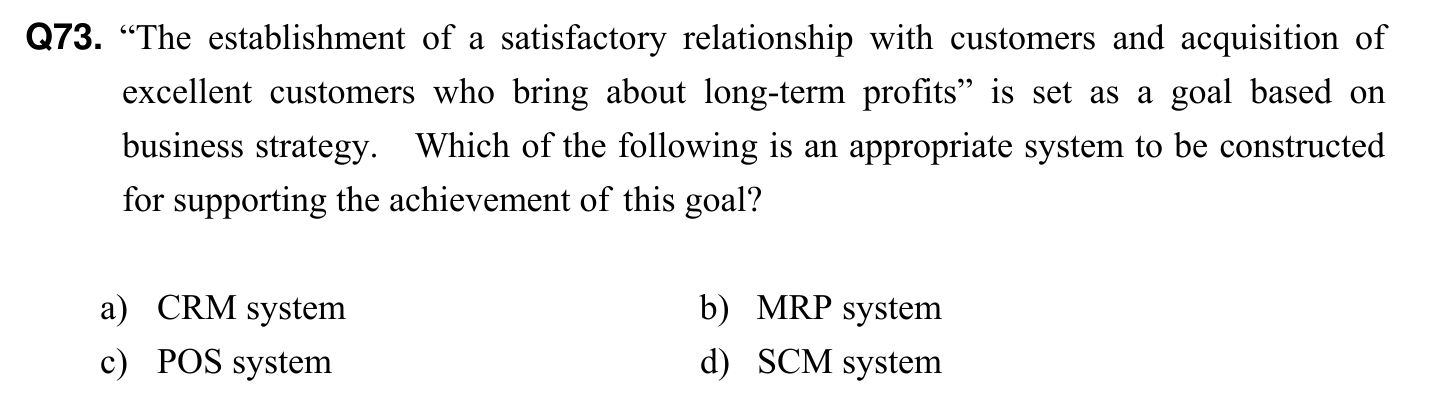 Q73. “The establishment of a satisfactory relationship with customers and acquisition of
excellent customers who bring about long-term profits” is set as a goal based on
business strategy. Which of the following is an appropriate system to be constructed
for supporting the achievement of this goal?
a) CRM system b) MRP system
c) POS system d) SCM system